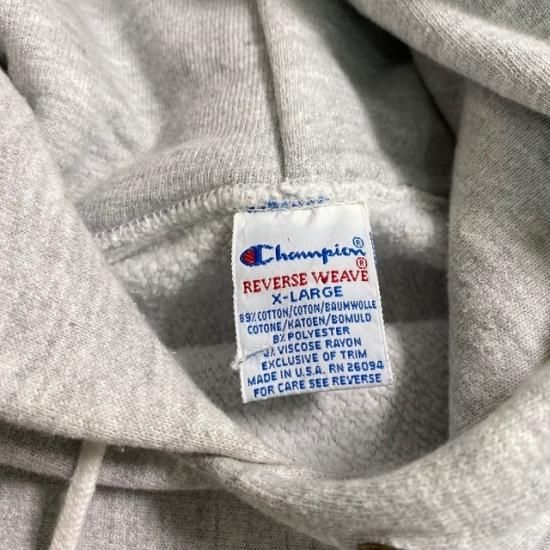 Champion®
REVERSE WEAVE®
X-LARGE
89% COTTON/COTON/BAUMWOLLE
COTONE/KATOEN/BOMULD
8% POLYESTER
3% VISCOSE RAYON
EXCLUSIVE OF TRIM
MADE IN U.S.A. RN 26094
FOR CARE SEE REVERSE